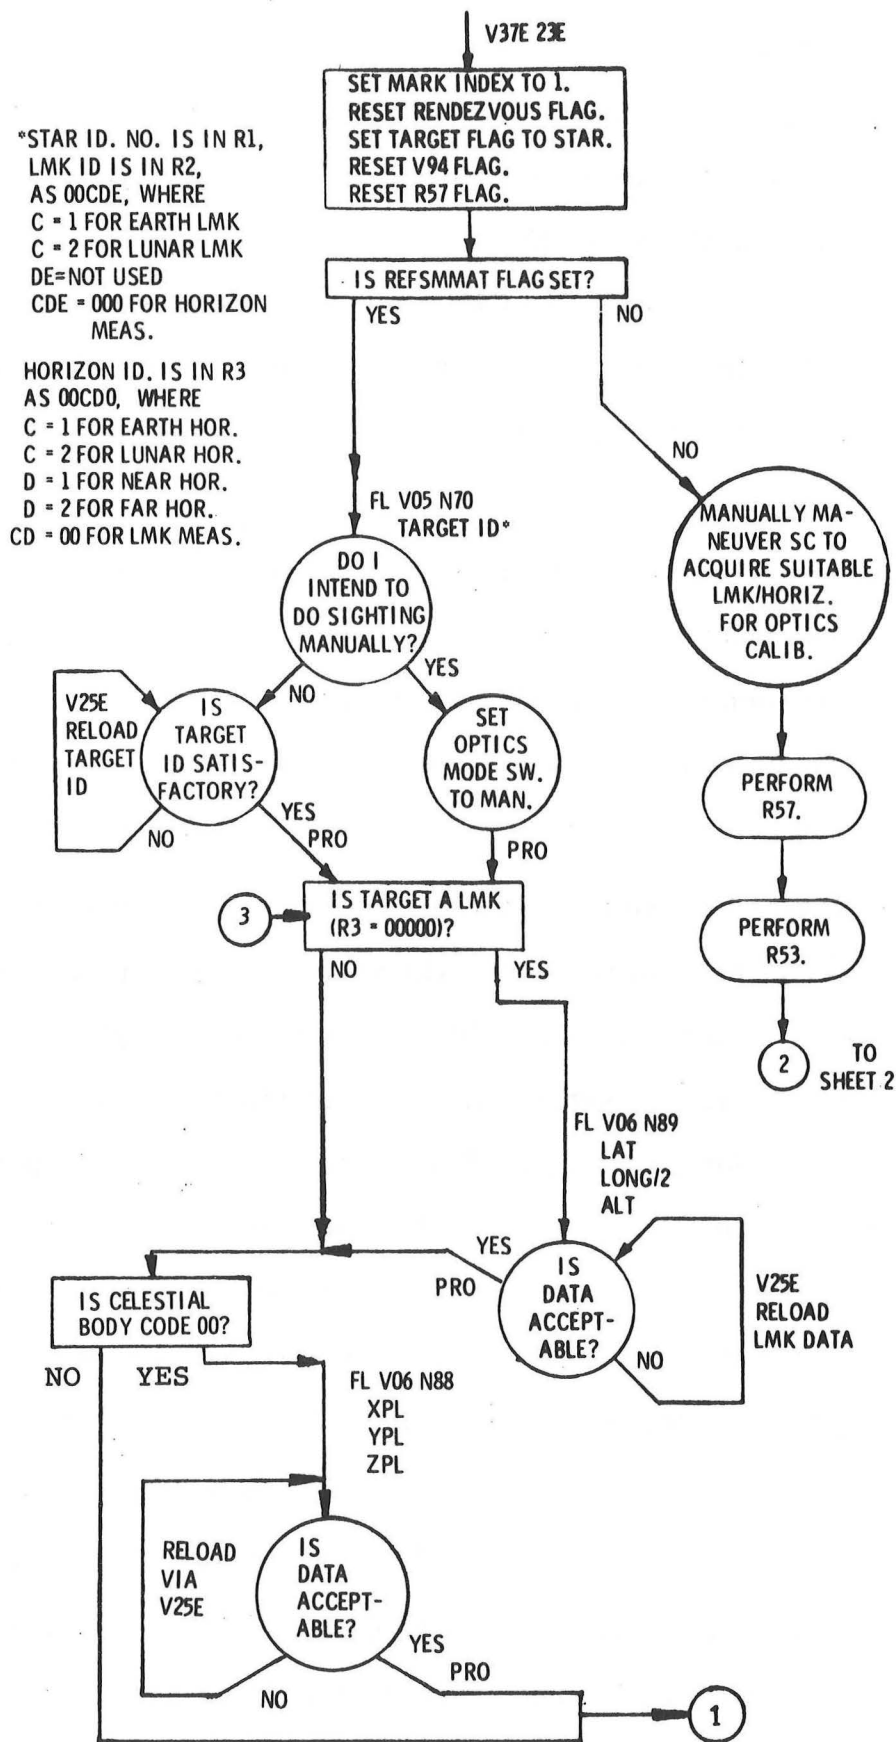 V37E 23E
SET MARK INDEX TO 1.
RESET RENDEZVOUS FLAG.
SET TARGET FLAG TO STAR.
RESET V94 FLAG.
RESET R57 FLAG.
*STAR ID. NO. IS IN R1,
LMK ID IS IN R2,
AS 00CDE, WHERE
C = 1 FOR EARTH LMK
C = 2 FOR LUNAR LMK
DE=NOT USED
CDE = 000 FOR HORIZON
MEAS.
HORIZON ID. IS IN R3
AS 00CD0, WHERE
C = 1 FOR EARTH HOR.
C = 2 FOR LUNAR HOR.
D = 1 FOR NEAR HOR.
D = 2 FOR FAR HOR.
CD = 00 FOR LMK MEAS.
IS REFSMMAT FLAG SET?
YES
NO
NO
FL V05 N70
TARGET ID*
DO I
INTEND TO
DO SIGHTING
MANUALLY?
NO
YES
MANUALLY MA-
NEUVER SC TO
ACQUIRE SUITABLE
LMK/HORIZ.
FOR OPTICS
CALIB.
V25E
RELOAD
TARGET
ID
IS
TARGET
ID SATIS-
FACTORY?
NO
YES
PRO
SET
OPTICS
MODE SW.
TO MAN.
PRO
PERFORM
R57.
3
IS TARGET A LMK
(R3 = 00000)?
NO
YES
PERFORM
R53.
2
TO
SHEET 2
FL V06 N89
LAT
LONG/2
ALT
YES
PRO
IS
DATA
ACCEPT-
ABLE?
NO
V25E
RELOAD
LMK DATA
IS CELESTIAL
BODY CODE 00?
NO
YES
FL V06 N88
XPL
YPL
ZPL
RELOAD
VIA
V25E
IS
DATA
ACCEPT-
ABLE?
NO
YES
PRO
1